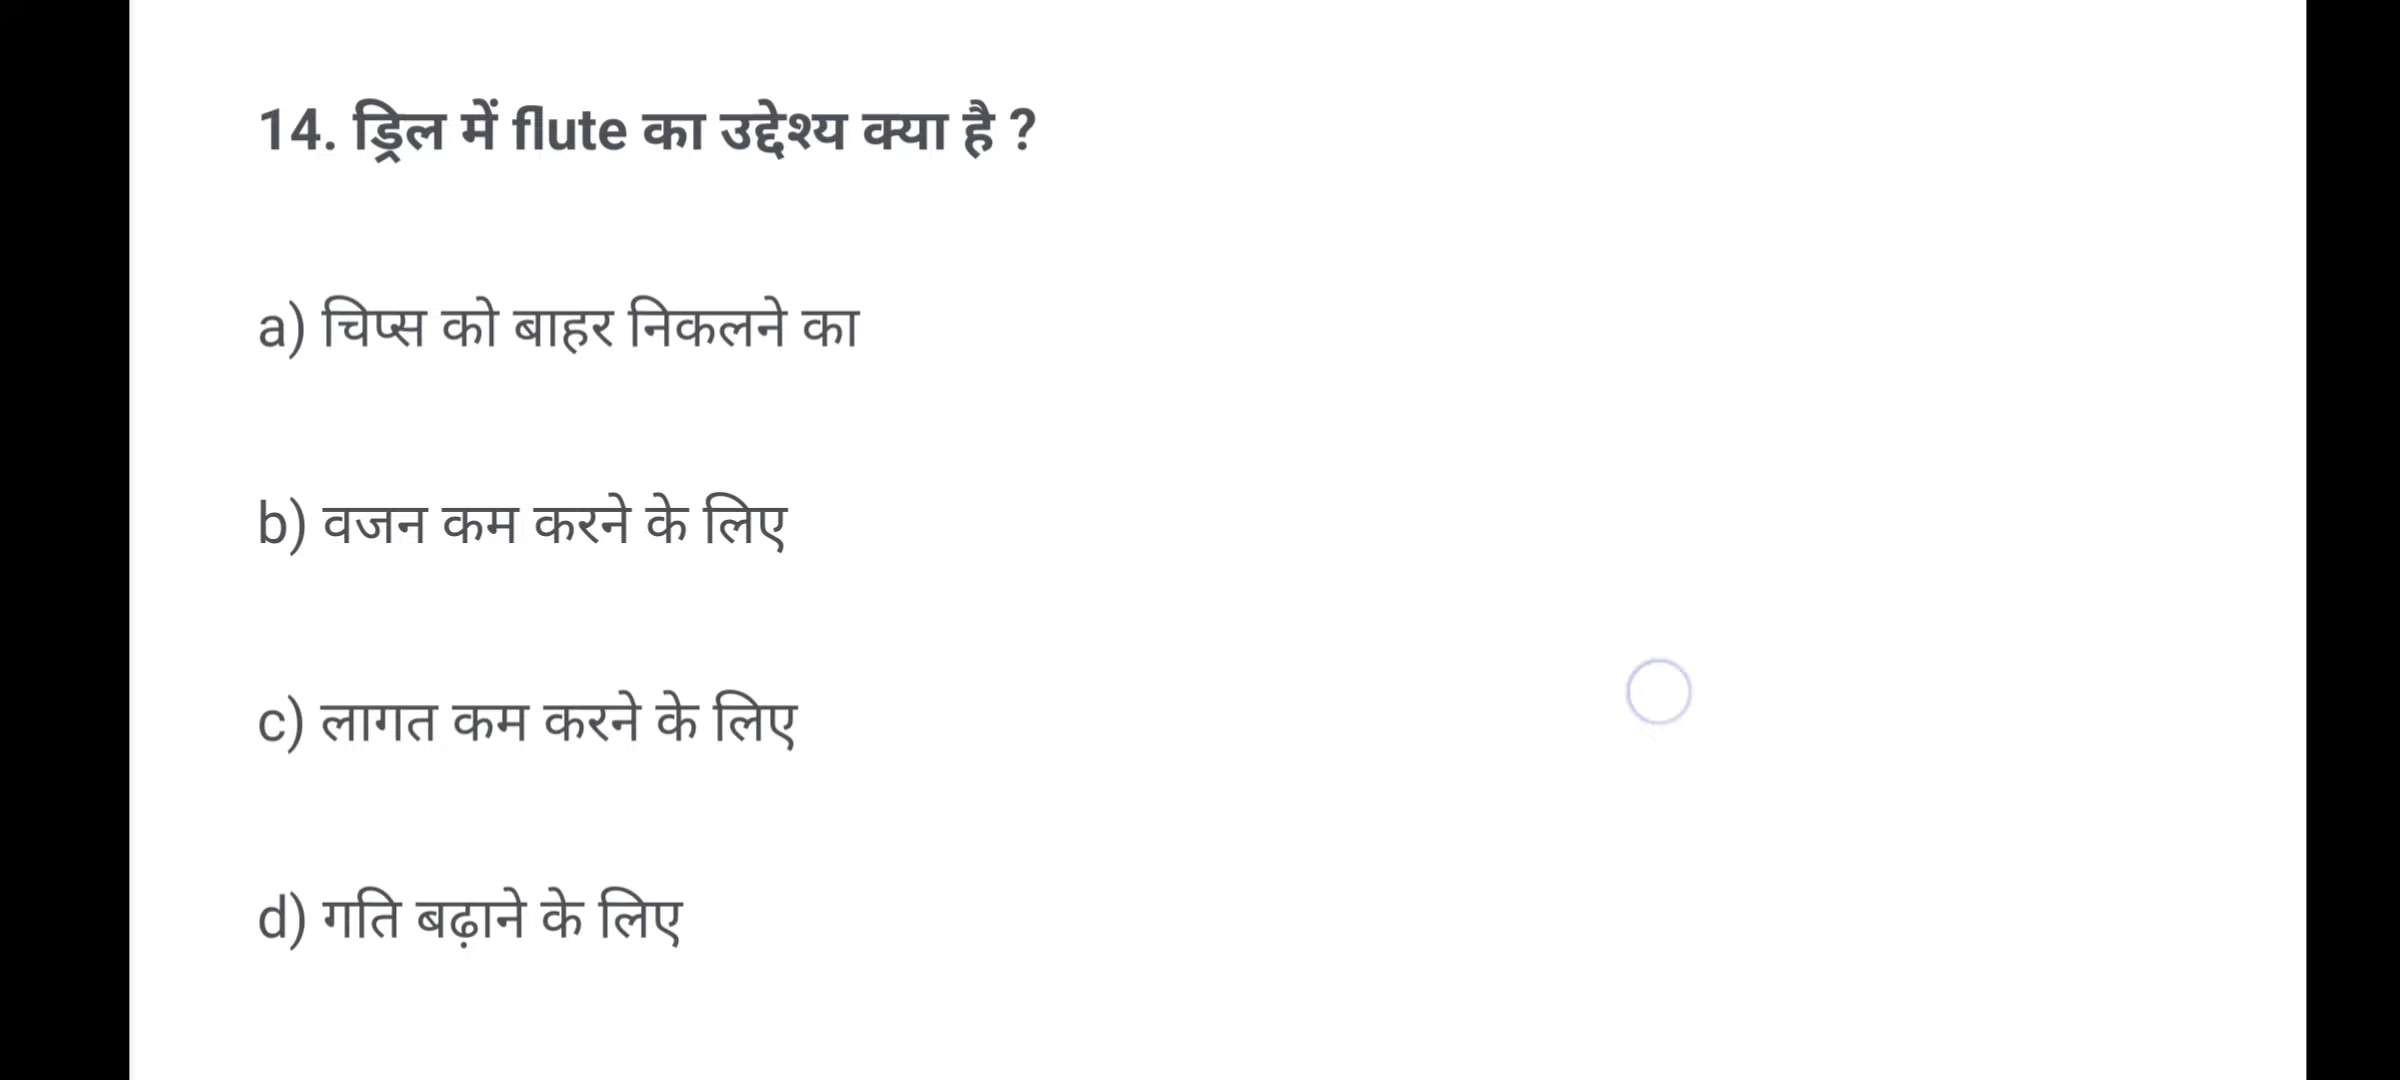 14. ड्रिल में flute का उद्देश्य क्या है ?
a) चिप्स को बाहर निकलने का
b) वजन कम करने के लिए
c) लागत कम करने के लिए
d) गति बढ़ाने के लिए